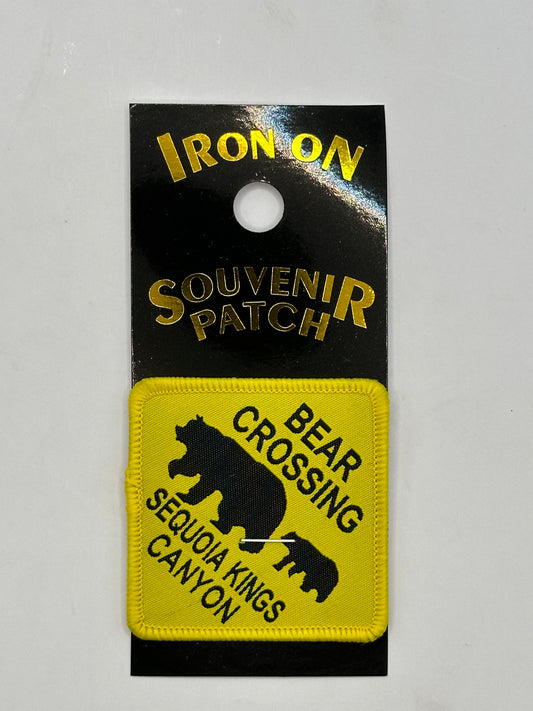 IRON ON
SOUVENIR
PATCH
BEAR
CROSSING
SEQUOIA KINGS
CANYON